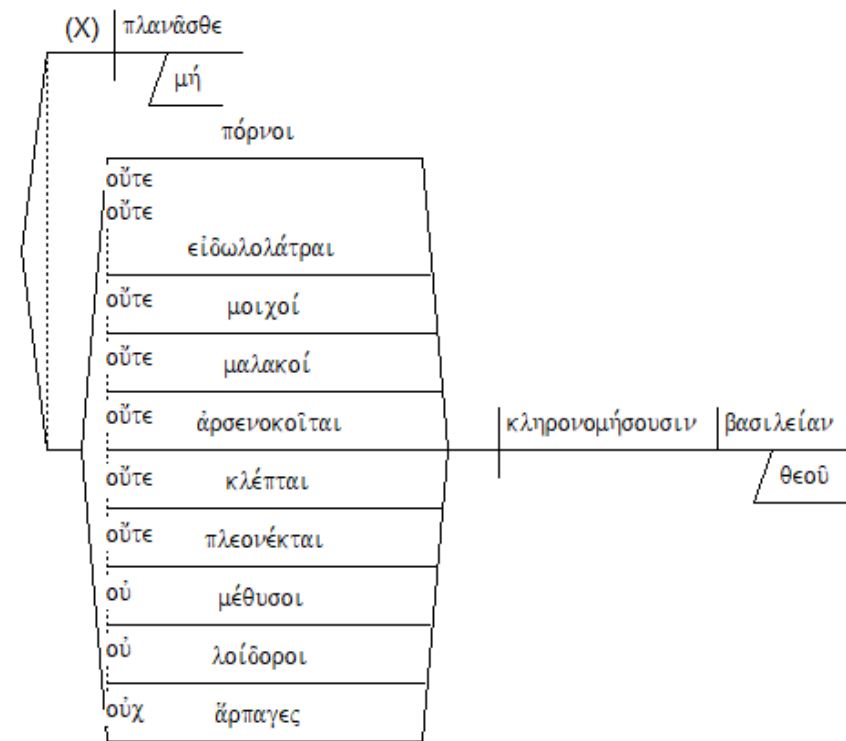 (X) πλανᾶσθε
μή
πόρνοι
οὔτε
οὔτε
εἰδωλολάτραι
οὔτε μοιχοί
οὔτε μαλακοί
οὔτε ἀρσενοκοῖται κληρονομήσουσιν βασιλείαν
οὔτε κλέπται θεοῦ
οὔτε πλεονέκται
οὐ μέθυσοι
οὐ λοίδοροι
οὐχ ἅρπαγες